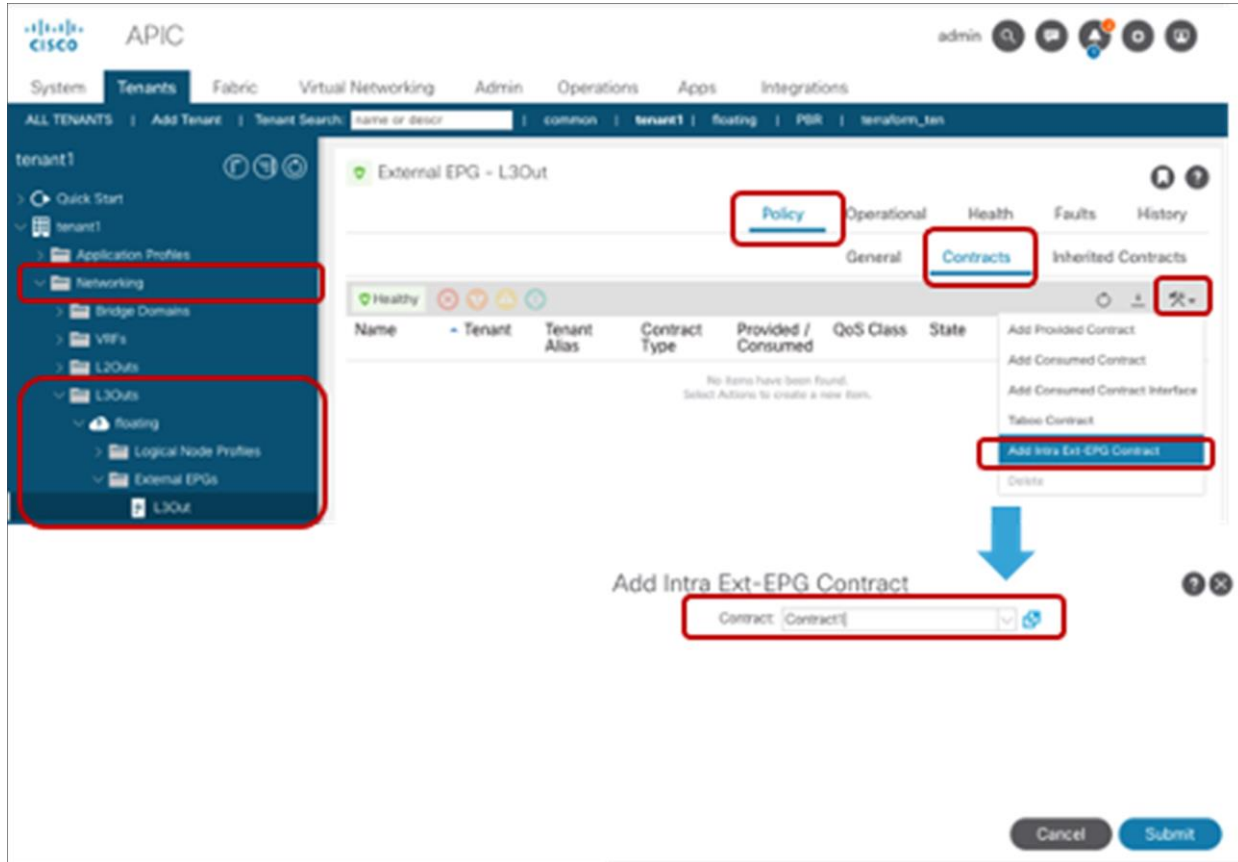 CISCO APIC admin
System Tenants Fabric Virtual Networking Admin Operations Apps Integrations
ALL TENANTS | Add Tenant | Tenant Search: name or descr | common | tenant1 | floating | PBR | terraform_ten
tenant1
Quick Start
tenant1
Application Profiles
Networking
Bridge Domains
VRFs
L2Outs
L3Outs
floating
Logical Node Profiles
External EPGs
L3Out
External EPG - L3Out
Policy Operational Health Faults History
General Contracts Inherited Contracts
Healthy
Name Tenant Tenant Alias Contract Type Provided / Consumed QoS Class State
No items have been found.
Select Actions to create a new item.
Add Provided Contract
Add Consumed Contract
Add Consumed Contract Interface
Taboo Contract
Add Intra Ext-EPG Contract
Delete
Add Intra Ext-EPG Contract
Contract: Contract1
Cancel Submit